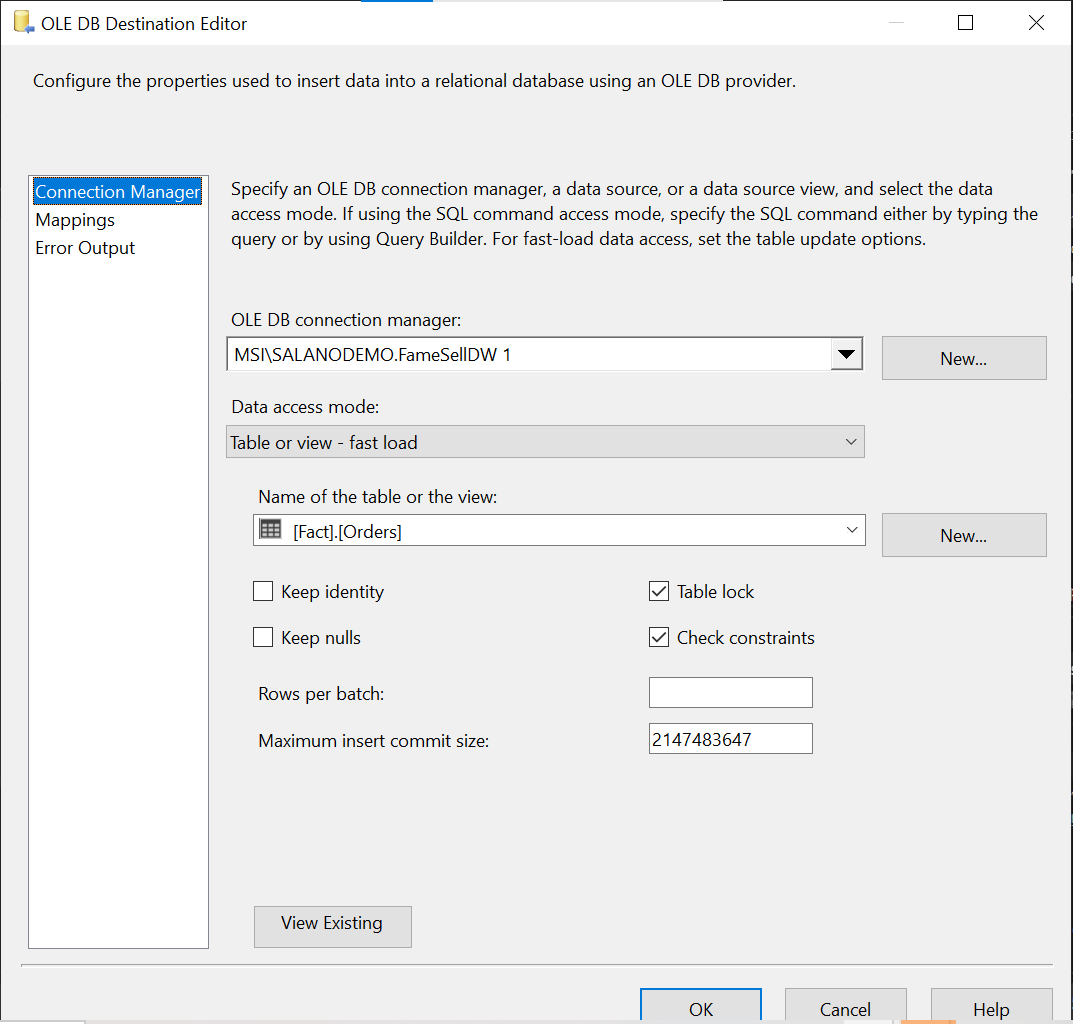 OLE DB Destination Editor
Configure the properties used to insert data into a relational database using an OLE DB provider.
Connection Manager
Mappings
Error Output
Specify an OLE DB connection manager, a data source, or a data source view, and select the data
access mode. If using the SQL command access mode, specify the SQL command either by typing the
query or by using Query Builder. For fast-load data access, set the table update options.
OLE DB connection manager:
MSI\SALANODEMO.FameSellDW 1
New...
Data access mode:
Table or view - fast load
Name of the table or the view:
[Fact].[Orders]
New...
Keep identity
Table lock
Keep nulls
Check constraints
Rows per batch:
Maximum insert commit size:
2147483647
View Existing
OK
Cancel
Help